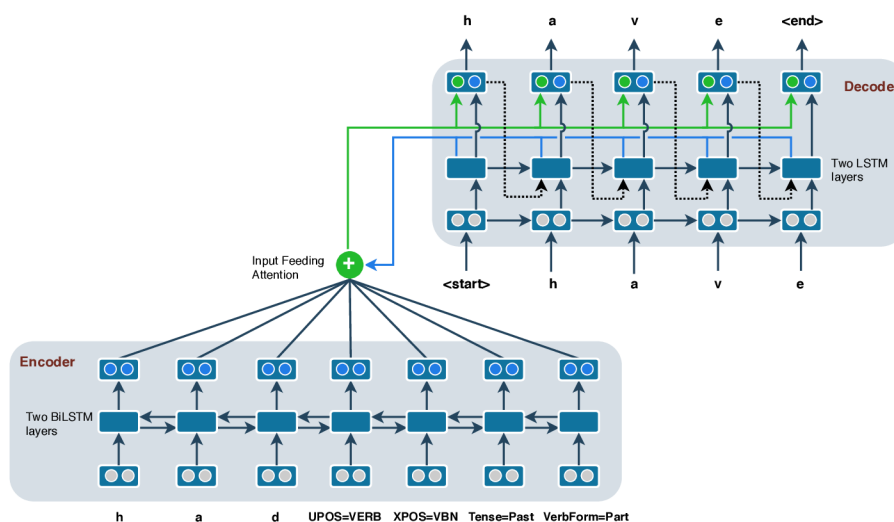 h a v e <end>
Decode
Two LSTM
layers
Input Feeding
Attention
<start> h a v e
Encoder
Two BiLSTM
layers
h a d UPOS=VERB XPOS=VBN Tense=Past VerbForm=Part